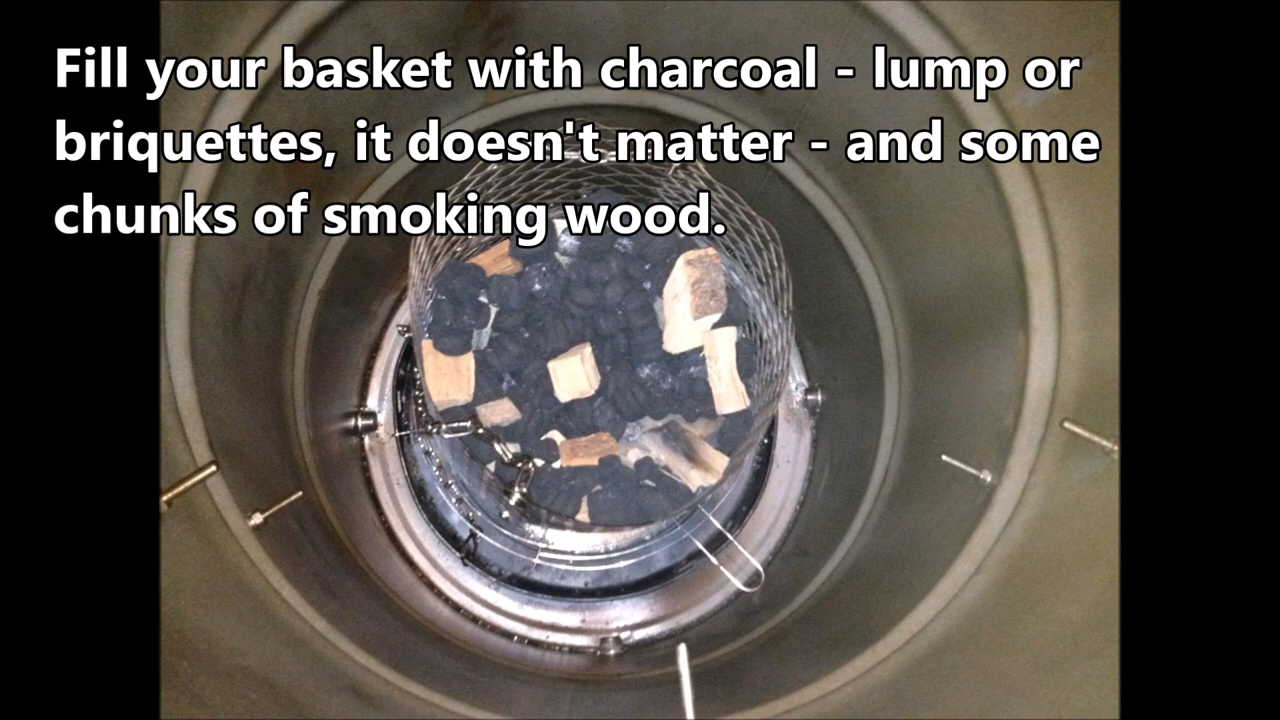 Fill your basket with charcoal - lump or
briquettes, it doesn't matter - and some
chunks of smoking wood.